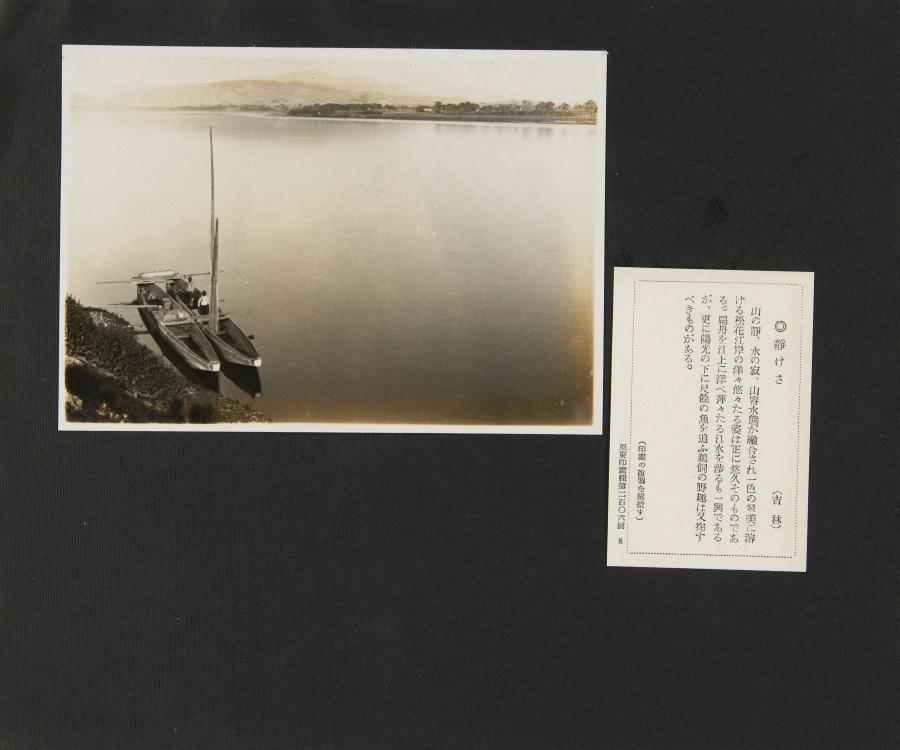 ◎靜けさ
(吉林)
山の靜、水の寂、山容水態が融合され一色の翠美に溶
ける松花江岸の洋々悠々たる姿は正に悠久そのものであ
る。扁舟を江上に浮べ萍々たる江水を渉るも一興である
が、更に陽光の下に尺餘の魚を追ふ鵜飼の野趣は又掬す
べきものがある。
(印畫の複製を嚴禁す)
亞東印畫輯第二百〇六回 8